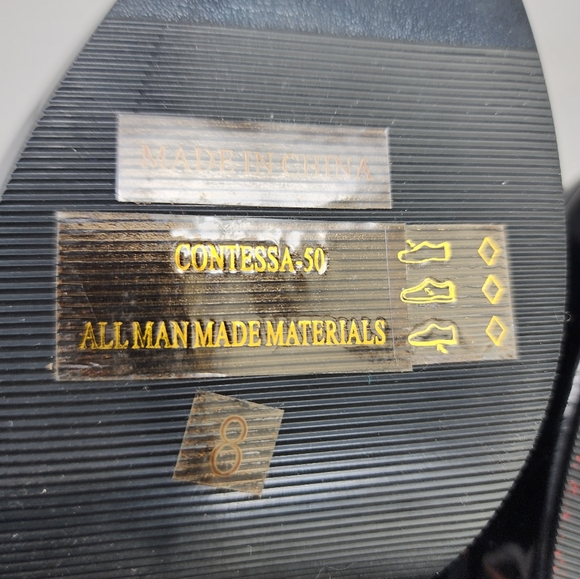 MADE IN CHINA
CONTESSA-50
ALL MAN MADE MATERIALS
8